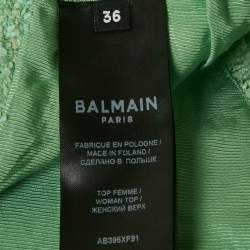 36
BALMAIN
PARIS
FABRIQUE EN POLOGNE /
MADE IN POLAND /
СДЕЛАНО В ПОЛЬШЕ
TOP FEMME /
WOMAN TOP /
ЖЕНСКИЙ ВЕРХ
AB395XF91